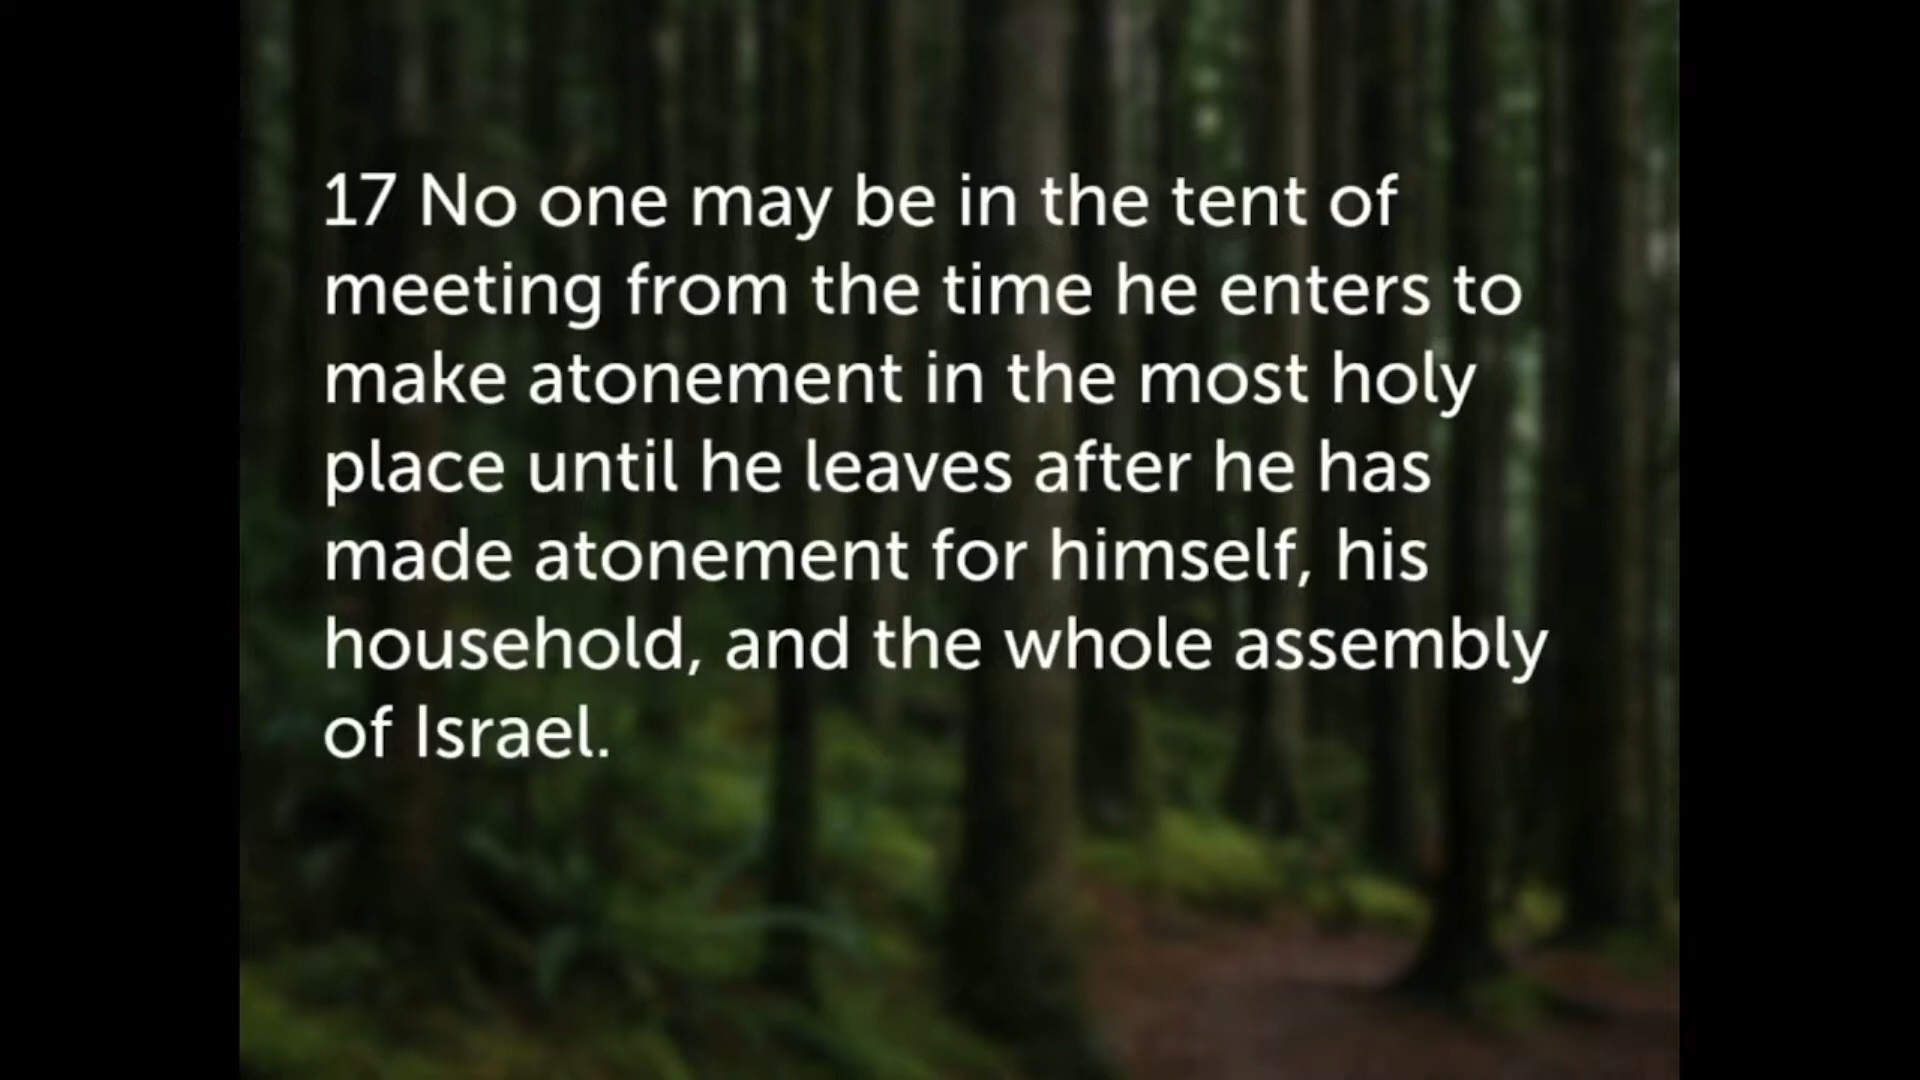 17 No one may be in the tent of
meeting from the time he enters to
make atonement in the most holy
place until he leaves after he has
made atonement for himself, his
household, and the whole assembly
of Israel.